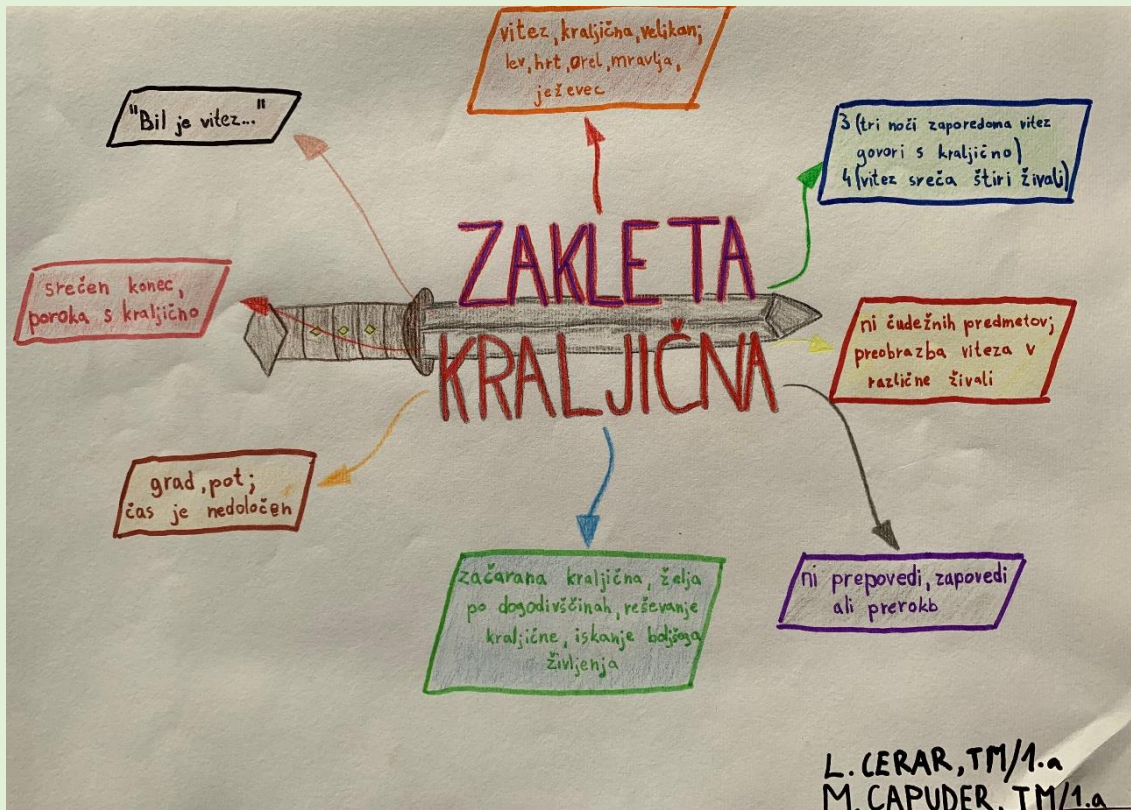 vitez, kraljična, velikan;
lev, hrt, orel, mravlja,
ježevec
"Bil je vitez..."
3 (tri noči zaporedoma vitez
govori s kraljično)
4 (vitez sreča štiri živali)
ZAKLETA
KRALJIČNA
srečen konec,
poroka s kraljično
ni čudežnih predmetov;
preobrazba viteza v
različne živali
grad, pot;
čas je nedoločen
začarana kraljična, želja
po dogodivščinah, reševanje
kraljične, iskanje boljšega
življenja
ni prepovedi, zapovedi
ali prerokb
L. CERAR, TM/1.a
M. CAPUDER, TM/1.a